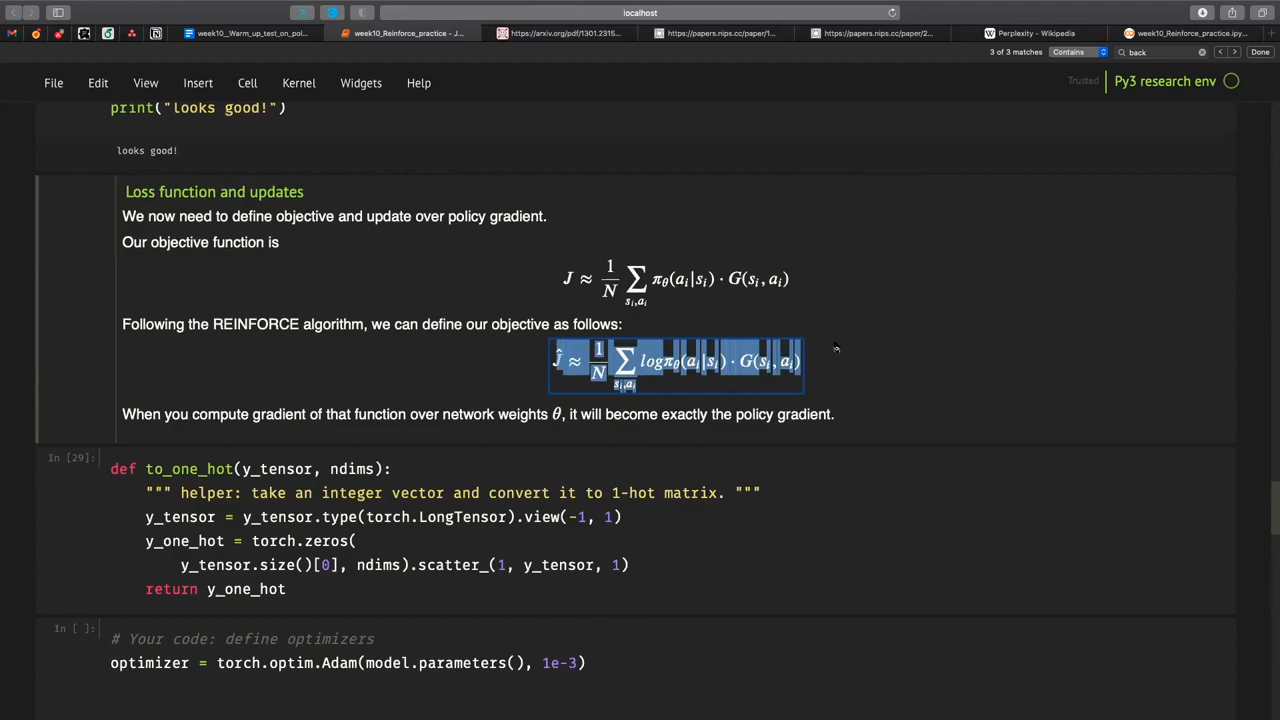 localhost
week10__Warm_up_test_on_pol...
week10_Reinforce_practice - J...
https://arxiv.org/pdf/1301.2315...
https://papers.nips.cc/paper/1...
https://papers.nips.cc/paper/2...
Perplexity - Wikipedia
week10_Reinforce_practice.ipy...
3 of 3 matches Contains back Done
File Edit View Insert Cell Kernel Widgets Help Trusted Py3 research env
print("looks good!")
looks good!
Loss function and updates
We now need to define objective and update over policy gradient.
Our objective function is
J ≈ 1/N ∑_{s_i,a_i} π_θ(a_i|s_i) · G(s_i, a_i)
Following the REINFORCE algorithm, we can define our objective as follows:
Ĵ ≈ 1/N ∑_{s_i,a_i} logπ_θ(a_i|s_i) · G(s_i, a_i)
When you compute gradient of that function over network weights θ, it will become exactly the policy gradient.
In [29]:
def to_one_hot(y_tensor, ndims):
""" helper: take an integer vector and convert it to 1-hot matrix. """
y_tensor = y_tensor.type(torch.LongTensor).view(-1, 1)
y_one_hot = torch.zeros(
y_tensor.size()[0], ndims).scatter_(1, y_tensor, 1)
return y_one_hot
In [ ]:
# Your code: define optimizers
optimizer = torch.optim.Adam(model.parameters(), 1e-3)